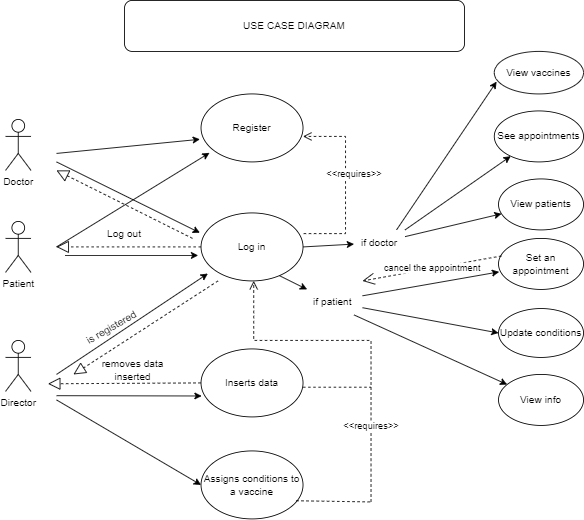 USE CASE DIAGRAM
View vaccines
Register
See appointments
<<requires>>
Doctor
View patients
Log out
Log in
if doctor
Set an
appointment
cancel the appointment
Patient
if patient
is registered
Update conditions
removes data
inserted
Inserts data
Director
View info
<<requires>>
Assigns conditions to
a vaccine